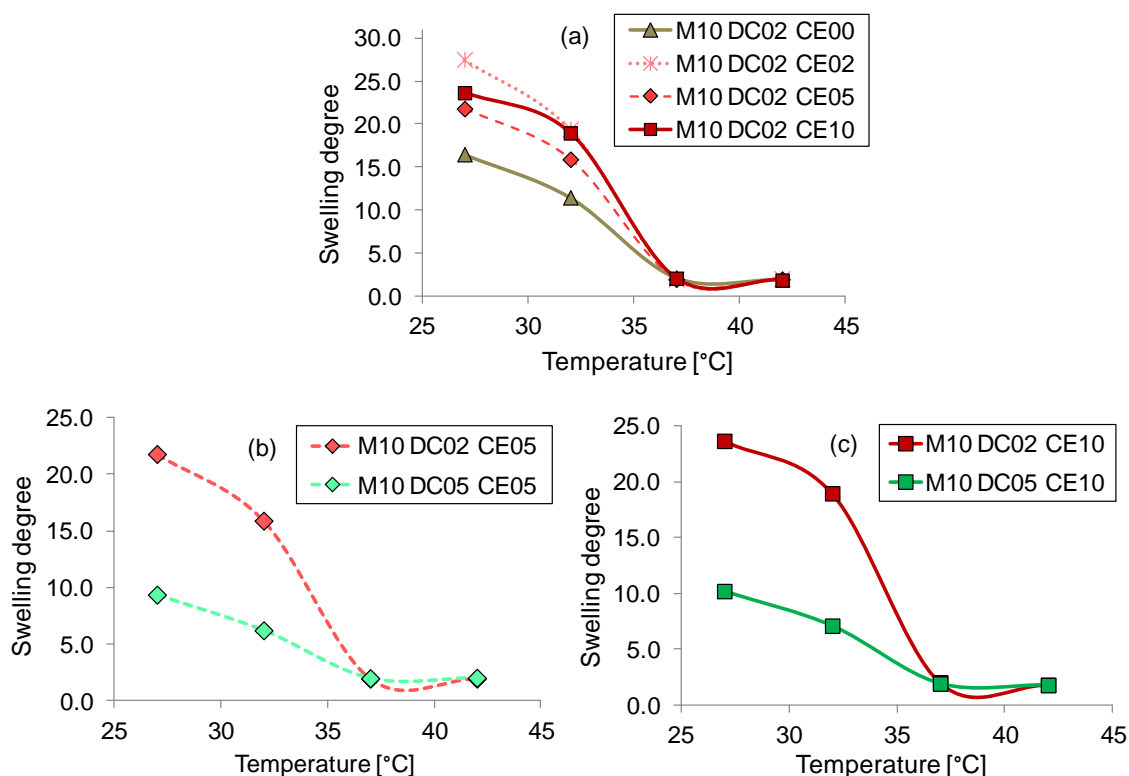 (a)
M10 DC02 CE00
M10 DC02 CE02
M10 DC02 CE05
M10 DC02 CE10
Swelling degree
30.0
25.0
20.0
15.0
10.0
5.0
0.0
25 30 35 40 45
Temperature [°C]
(b)
M10 DC02 CE05
M10 DC05 CE05
Swelling degree
25.0
20.0
15.0
10.0
5.0
0.0
25 30 35 40 45
Temperature [°C]
(c)
M10 DC02 CE10
M10 DC05 CE10
Swelling degree
25.0
20.0
15.0
10.0
5.0
0.0
25 30 35 40 45
Temperature [°C]